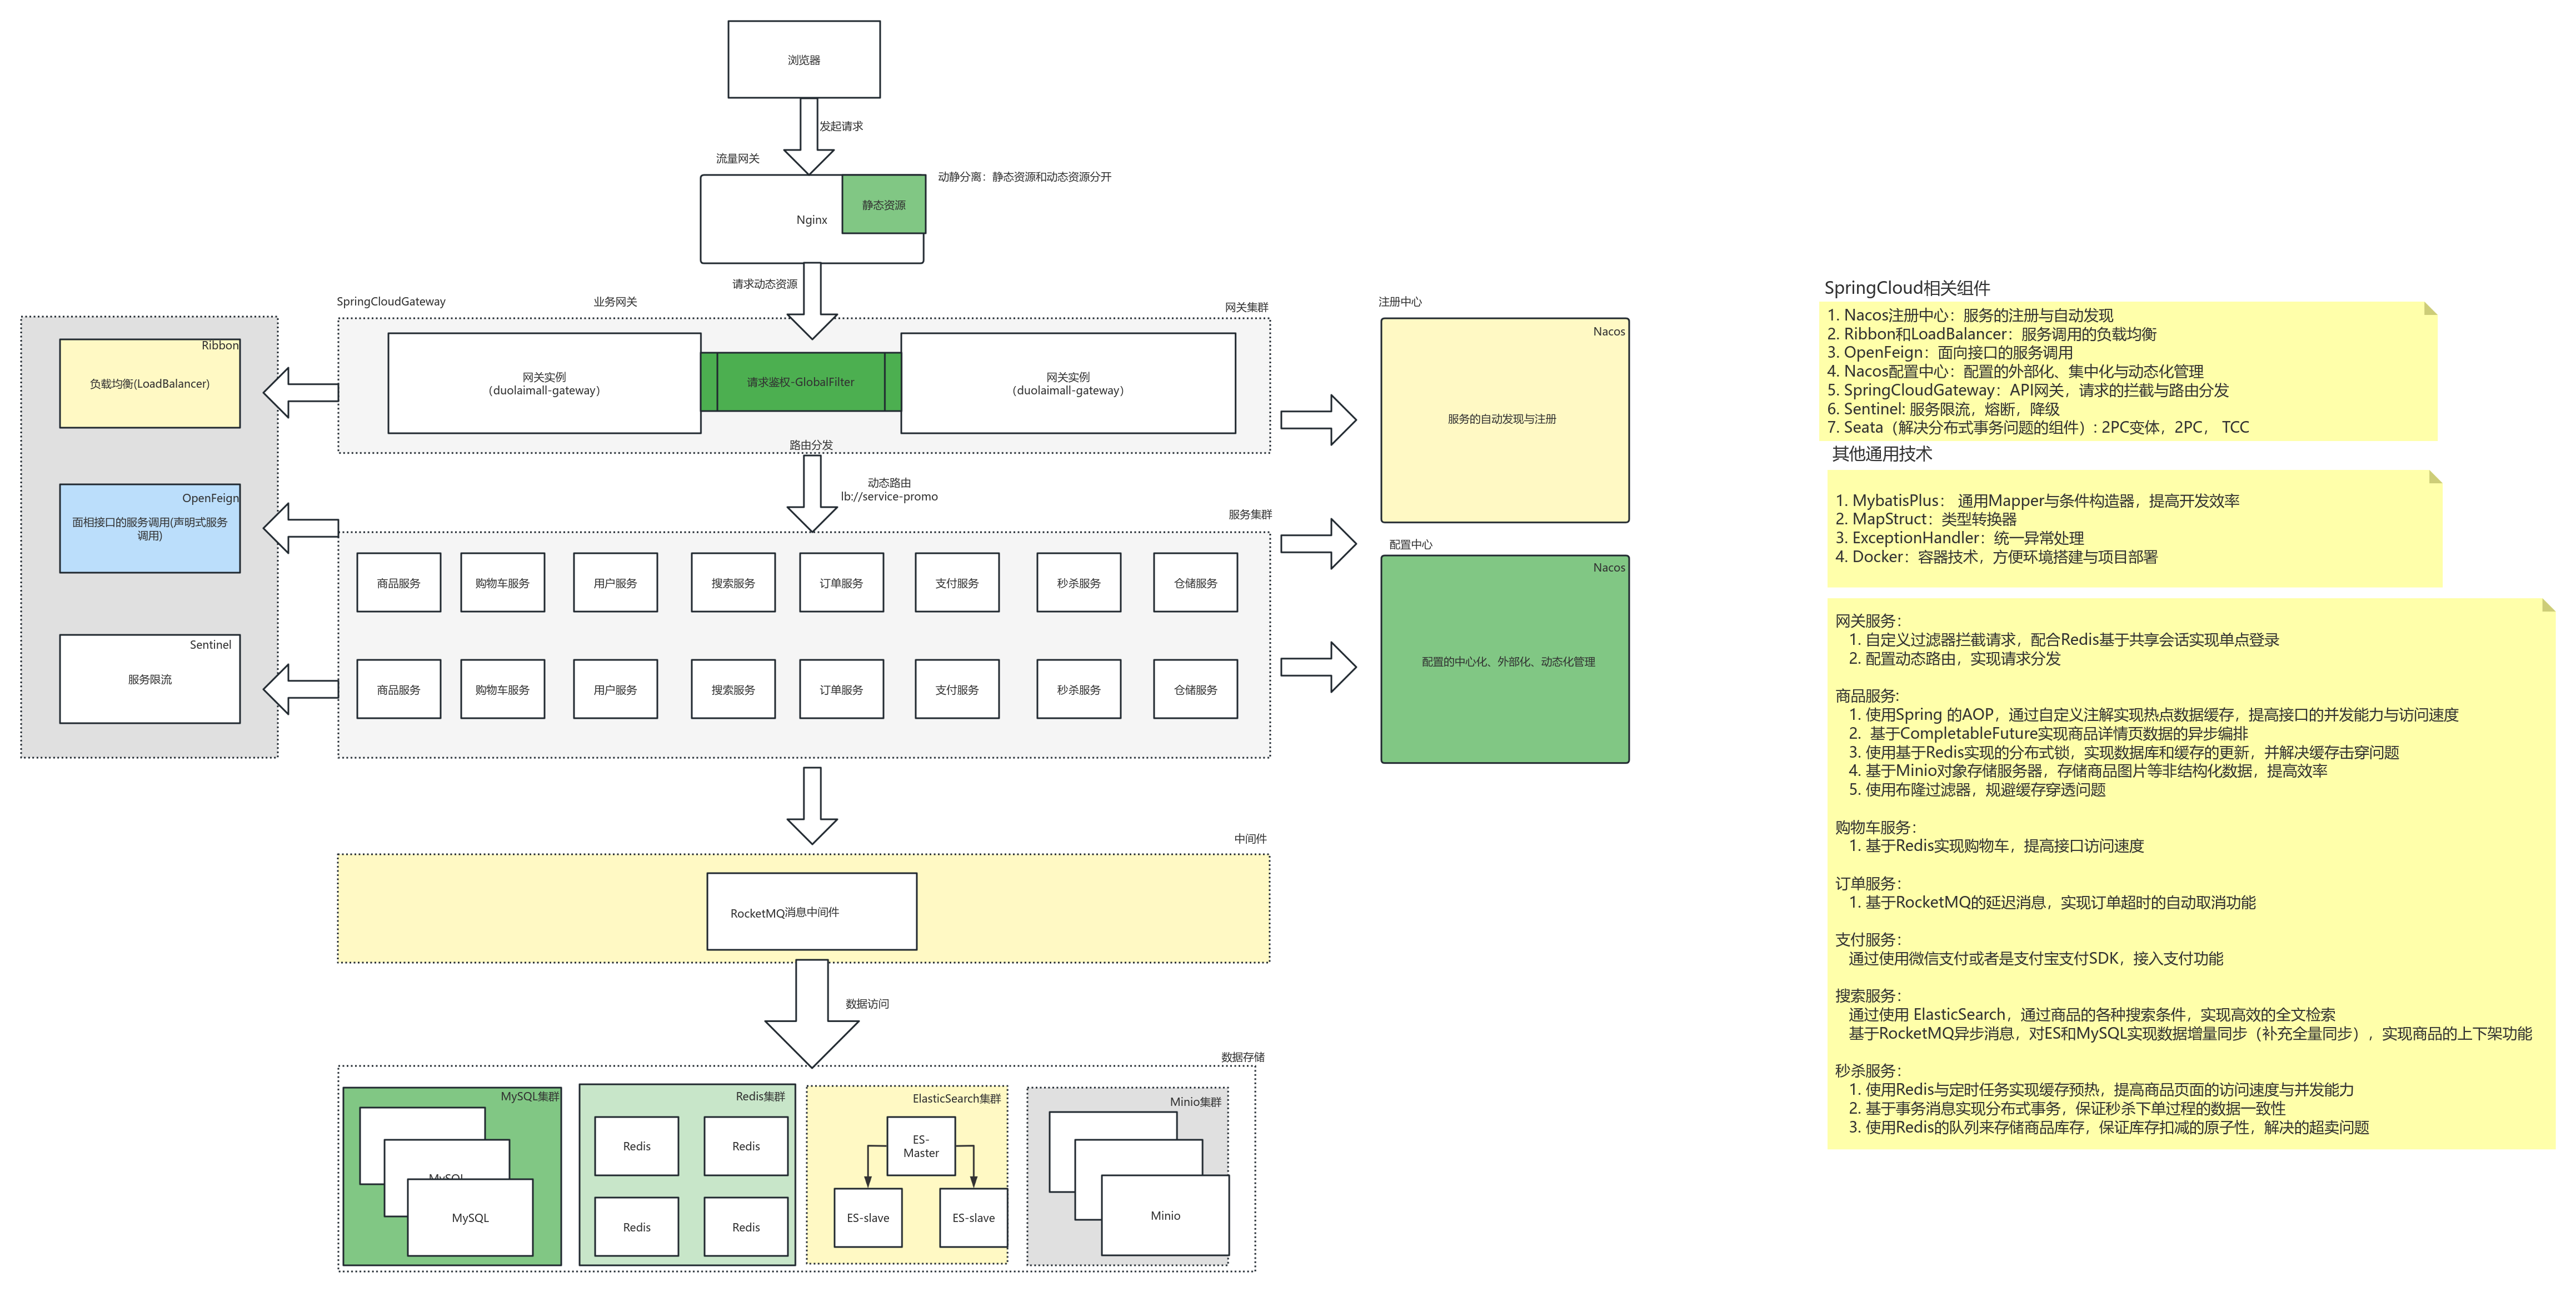 浏览器
发起请求
流量网关
动静分离：静态资源和动态资源分开
静态资源
Nginx
请求动态资源
SpringCloudGateway
业务网关
网关集群
网关实例
（duolaimall-gateway）
请求鉴权-GlobalFilter
网关实例
（duolaimall-gateway）
路由分发
动态路由
lb://service-promo
Ribbon
负载均衡(LoadBalancer)
OpenFeign
面相接口的服务调用(声明式服务
调用)
Sentinel
服务限流
服务集群
商品服务
购物车服务
用户服务
搜索服务
订单服务
支付服务
秒杀服务
仓储服务
商品服务
购物车服务
用户服务
搜索服务
订单服务
支付服务
秒杀服务
仓储服务
注册中心
Nacos
服务的自动发现与注册
配置中心
Nacos
配置的中心化、外部化、动态化管理
中间件
RocketMQ消息中间件
数据访问
数据存储
MySQL集群
MySQL
MySQL
Redis集群
Redis
Redis
Redis
Redis
ElasticSearch集群
ES-
Master
ES-slave
ES-slave
Minio集群
Minio
SpringCloud相关组件
1. Nacos注册中心：服务的注册与自动发现
2. Ribbon和LoadBalancer：服务调用的负载均衡
3. OpenFeign：面向接口的服务调用
4. Nacos配置中心：配置的外部化、集中化与动态化管理
5. SpringCloudGateway：API网关，请求的拦截与路由分发
6. Sentinel: 服务限流，熔断，降级
7. Seata（解决分布式事务问题的组件）: 2PC变体，2PC， TCC
其他通用技术
1. MybatisPlus： 通用Mapper与条件构造器，提高开发效率
2. MapStruct：类型转换器
3. ExceptionHandler：统一异常处理
4. Docker：容器技术，方便环境搭建与项目部署
网关服务：
1. 自定义过滤器拦截请求，配合Redis基于共享会话实现单点登录
2. 配置动态路由，实现请求分发
商品服务：
1. 使用Spring 的AOP，通过自定义注解实现热点数据缓存，提高接口的并发能力与访问速度
2. 基于CompletableFuture实现商品详情页数据的异步编排
3. 使用基于Redis实现的分布式锁，实现数据库和缓存的更新，并解决缓存击穿问题
4. 基于Minio对象存储服务器，存储商品图片等非结构化数据，提高效率
5. 使用布隆过滤器，规避缓存穿透问题
购物车服务：
1. 基于Redis实现购物车，提高接口访问速度
订单服务：
1. 基于RocketMQ的延迟消息，实现订单超时的自动取消功能
支付服务：
通过使用微信支付或者是支付宝支付SDK，接入支付功能
搜索服务：
通过使用 ElasticSearch，通过商品的各种搜索条件，实现高效的全文检索
基于RocketMQ异步消息，对ES和MySQL实现数据增量同步（补充全量同步），实现商品的上下架功能
秒杀服务：
1. 使用Redis与定时任务实现缓存预热，提高商品页面的访问速度与并发能力
2. 基于事务消息实现分布式事务，保证秒杀下单过程的数据一致性
3. 使用Redis的队列来存储商品库存，保证库存扣减的原子性，解决的超卖问题